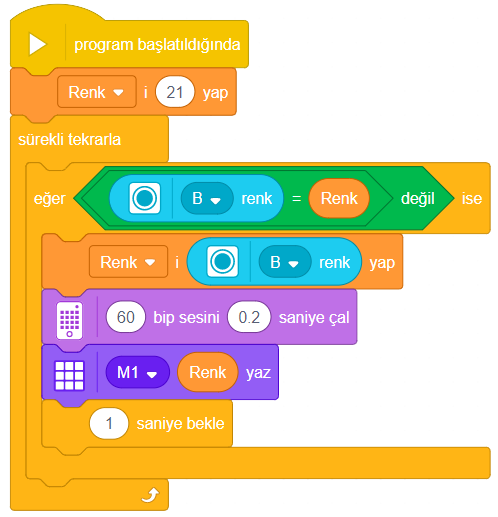 program başlatıldığında
Renk i 21 yap
sürekli tekrarla
eğer B renk = Renk değil ise
Renk i B renk yap
60 bip sesini 0.2 saniye çal
M1 Renk yaz
1 saniye bekle